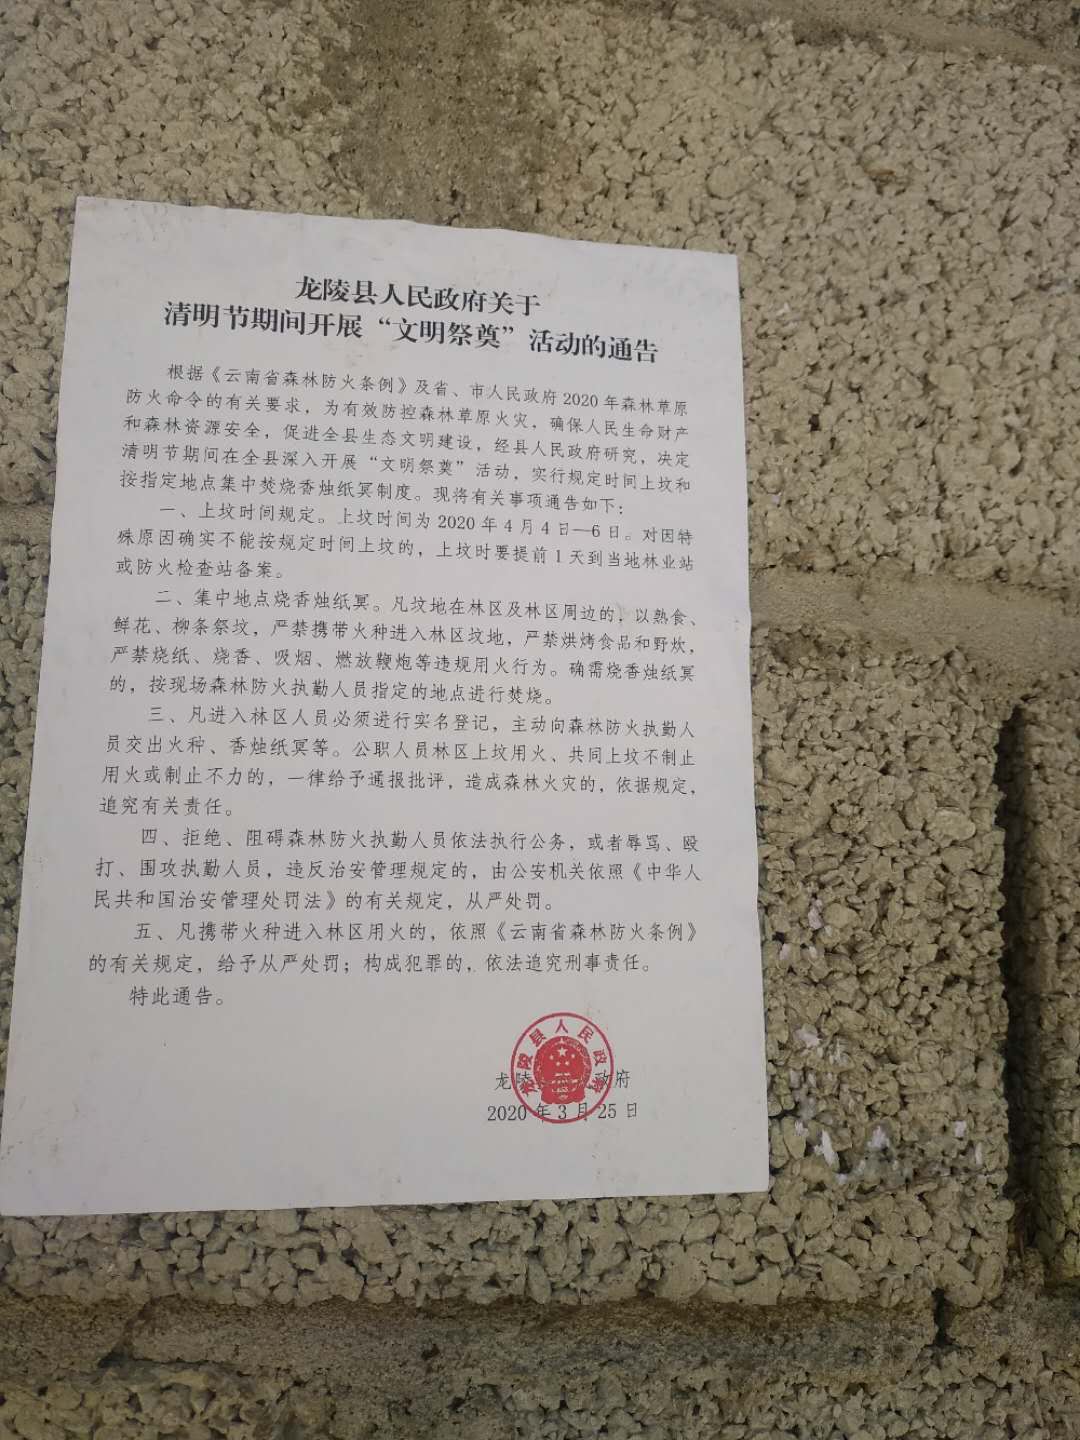 龙陵县人民政府关于
清明节期间开展“文明祭奠”活动的通告
根据《云南省森林防火条例》及省、市人民政府2020年森林草原
防火命令的有关要求，为有效防控森林草原火灾，确保人民生命财产
和森林资源安全，促进全县生态文明建设，经县人民政府研究，决定
清明节期间在全县深入开展“文明祭奠”活动，实行规定时间上坟和
按指定地点集中焚烧香烛纸冥制度。现将有关事项通告如下：
一、上坟时间规定。上坟时间为2020年4月4日—6日。对因特
殊原因确实不能按规定时间上坟的，上坟时要提前1天到当地林业站
或防火检查站备案。
二、集中地点烧香烛纸冥。凡坟地在林区及林区周边的，以熟食、
鲜花、柳条祭坟，严禁携带火种进入林区坟地，严禁烘烤食品和野炊，
严禁烧纸、烧香、吸烟、燃放鞭炮等违规用火行为。确需烧香烛纸冥
的，按现场森林防火执勤人员指定的地点进行焚烧。
三、凡进入林区人员必须进行实名登记，主动向森林防火执勤人
员交出火种、香烛纸冥等。公职人员林区上坟用火、共同上坟不制止
用火或制止不力的，一律给予通报批评，造成森林火灾的，依据规定，
追究有关责任。
四、拒绝、阻碍森林防火执勤人员依法执行公务，或者辱骂、殴
打、围攻执勤人员，违反治安管理规定的，由公安机关依照《中华人
民共和国治安管理处罚法》的有关规定，从严处罚。
五、凡携带火种进入林区用火的，依照《云南省森林防火条例》
的有关规定，给予从严处罚；构成犯罪的，依法追究刑事责任。
特此通告。
龙陵县人民政府
龙陵县人民政府
2020年3月25日